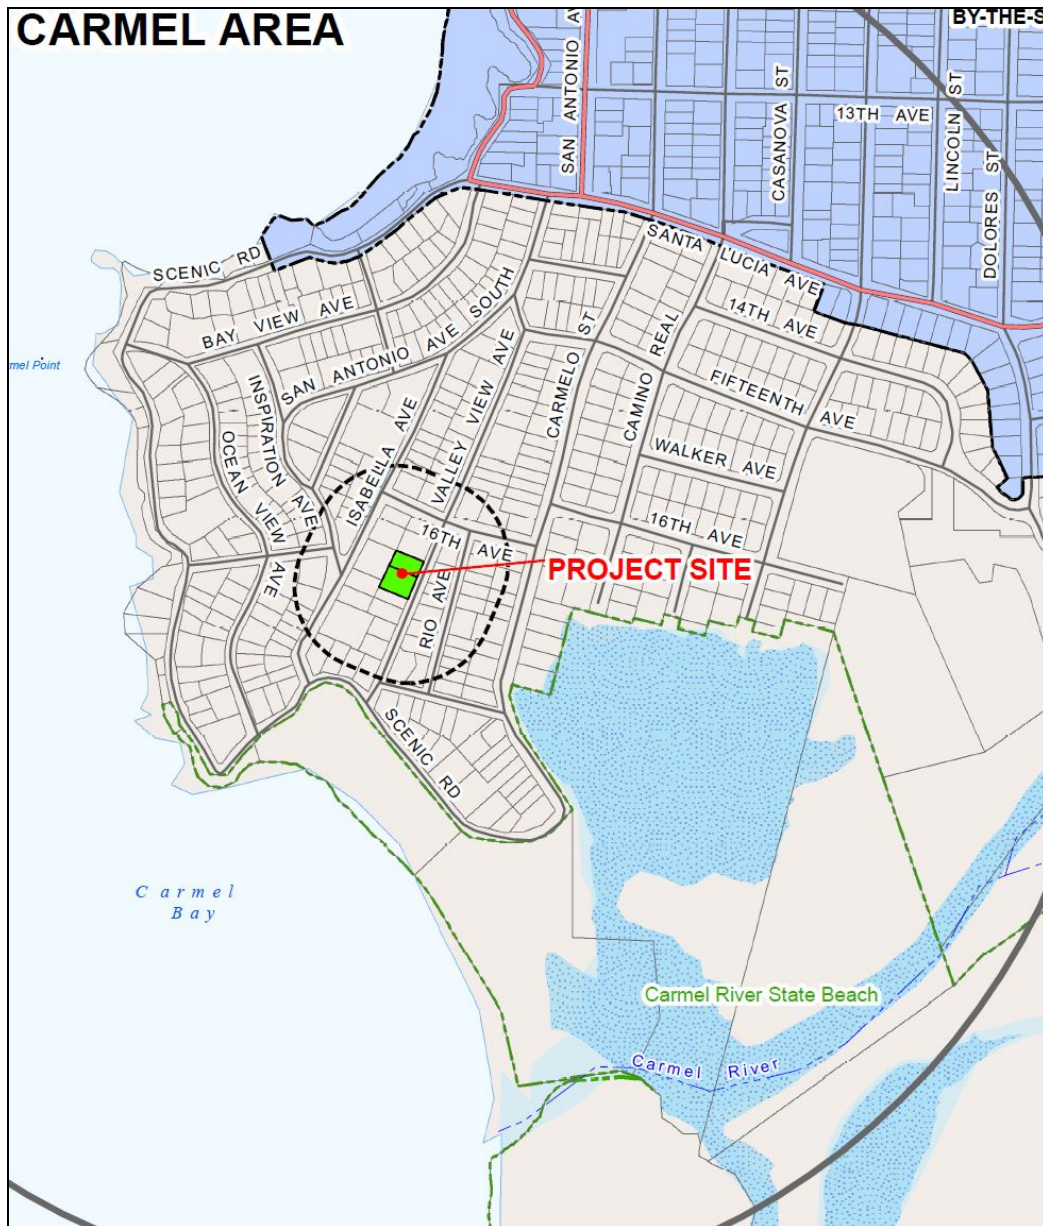 CARMEL AREA
BY-THE-S
SAN ANTONIO AV
CASANOVA ST
13TH AVE
LINCOLN ST
DOLORES ST
SCENIC RD
SANTA LUCIA AVE
BAY VIEW AVE
SAN ANTONIO AVE SOUTH
14TH AVE
mel Point
INSPIRATION AVE
OCEAN VIEW AVE
ISABELLA AVE
VALLEY VIEW AVE
CARMELO ST
CAMINO REAL
FIFTEENTH AVE
WALKER AVE
16TH AVE
16TH AVE
PROJECT SITE
RIO AVE
SCENIC RD
Carmel
Bay
Carmel River State Beach
Carmel River